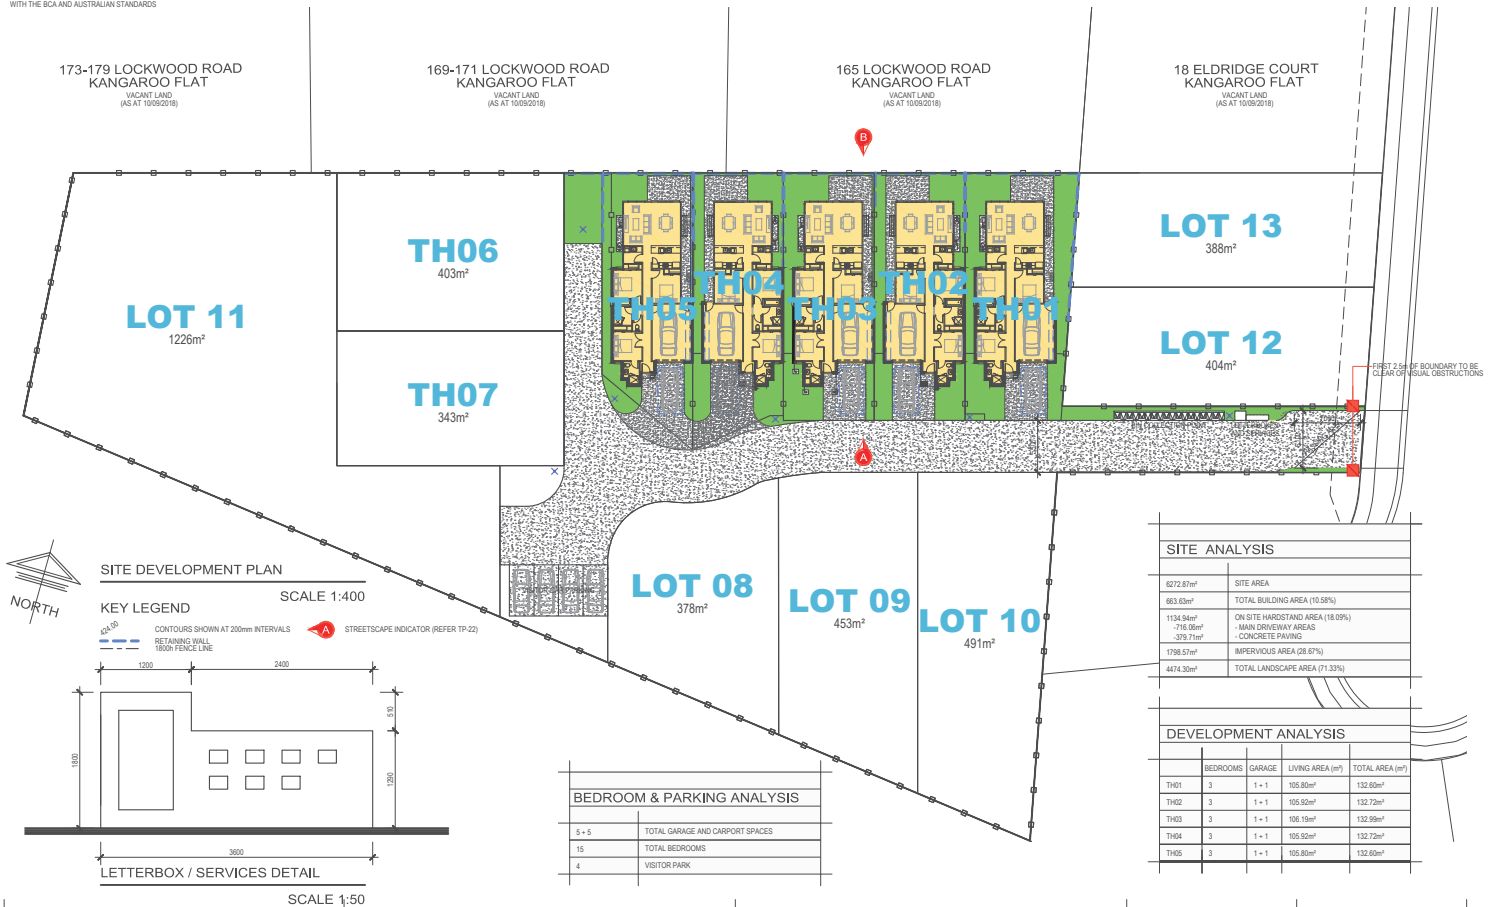 WITH THE BCA AND AUSTRALIAN STANDARDS
173-179 LOCKWOOD ROAD
KANGAROO FLAT
VACANT LAND
(AS AT 10/09/2018)
169-171 LOCKWOOD ROAD
KANGAROO FLAT
VACANT LAND
(AS AT 10/09/2018)
165 LOCKWOOD ROAD
KANGAROO FLAT
VACANT LAND
(AS AT 10/09/2018)
18 ELDRIDGE COURT
KANGAROO FLAT
VACANT LAND
(AS AT 10/09/2018)
B
LOT 11
1226m²
TH06
403m²
TH07
343m²
TH05
TH04
TH03
TH02
TH01
LOT 13
388m²
LOT 12
404m²
FIRST 2.5m OF BOUNDARY TO BE
CLEAR OF VISUAL OBSTRUCTIONS
BIN COLLECTION POINT
A
LOT 08
378m²
LOT 09
453m²
LOT 10
491m²
NORTH
SITE DEVELOPMENT PLAN
SCALE 1:400
KEY LEGEND
424.00
CONTOURS SHOWN AT 200mm INTERVALS
A
STREETSCAPE INDICATOR (REFER TP-22)
RETAINING WALL
1800h FENCE LINE
1200
2400
1800
510
1290
3600
LETTERBOX / SERVICES DETAIL
SCALE 1:50
BEDROOM & PARKING ANALYSIS
5 + 5 TOTAL GARAGE AND CARPORT SPACES
15 TOTAL BEDROOMS
4 VISITOR PARK
SITE ANALYSIS
6272.87m² SITE AREA
663.63m² TOTAL BUILDING AREA (10.58%)
1134.94m² ON SITE HARDSTAND AREA (18.09%)
-716.06m² - MAIN DRIVEWAY AREAS
-379.71m² - CONCRETE PAVING
1798.57m² IMPERVIOUS AREA (28.67%)
4474.30m² TOTAL LANDSCAPE AREA (71.33%)
DEVELOPMENT ANALYSIS
BEDROOMS GARAGE LIVING AREA (m²) TOTAL AREA (m²)
TH01 3 1 + 1 105.80m² 132.60m²
TH02 3 1 + 1 105.92m² 132.72m²
TH03 3 1 + 1 106.19m² 132.99m²
TH04 3 1 + 1 105.92m² 132.72m²
TH05 3 1 + 1 105.80m² 132.60m²